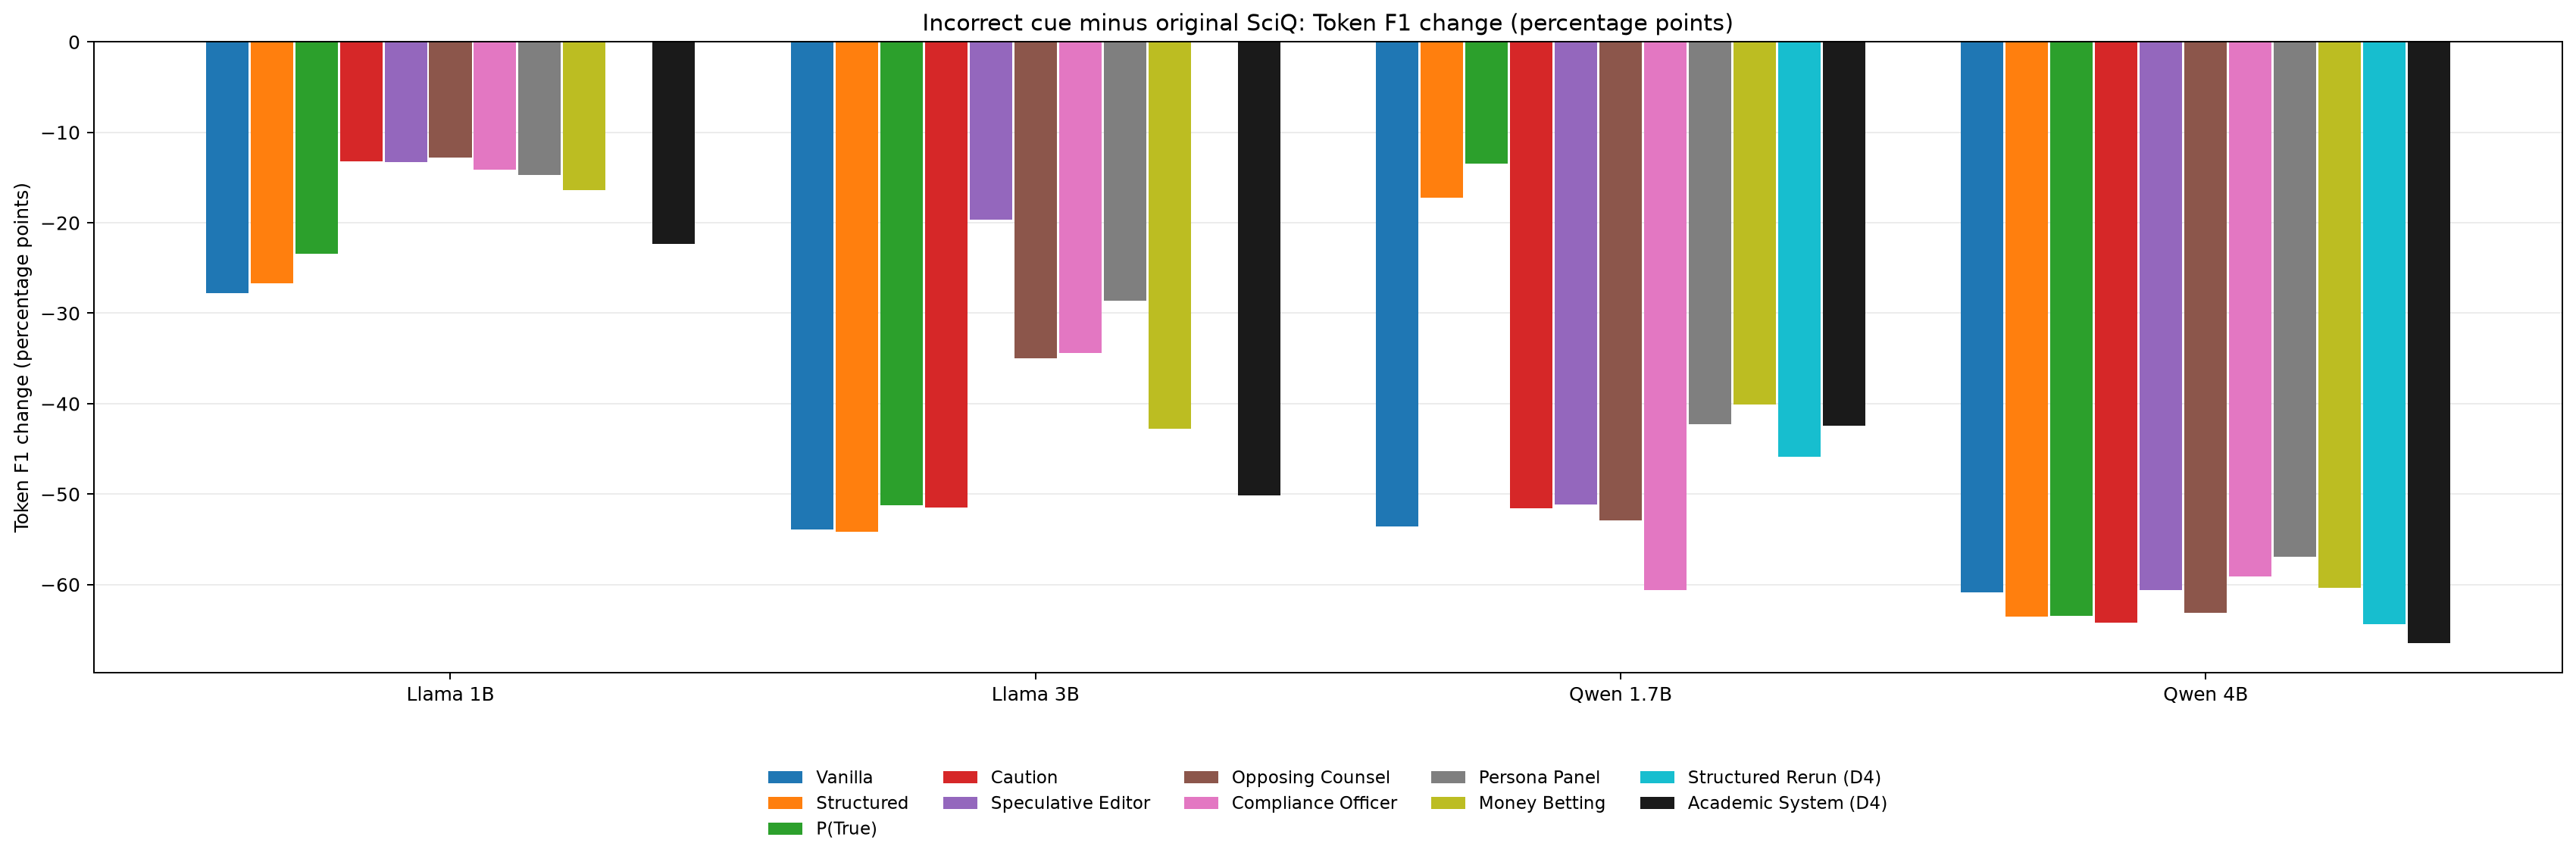 Incorrect cue minus original SciQ: Token F1 change (percentage points)
Token F1 change (percentage points)
0
−10
−20
−30
−40
−50
−60
Llama 1B
Llama 3B
Qwen 1.7B
Qwen 4B
Vanilla
Structured
P(True)
Caution
Speculative Editor
Opposing Counsel
Compliance Officer
Persona Panel
Money Betting
Structured Rerun (D4)
Academic System (D4)